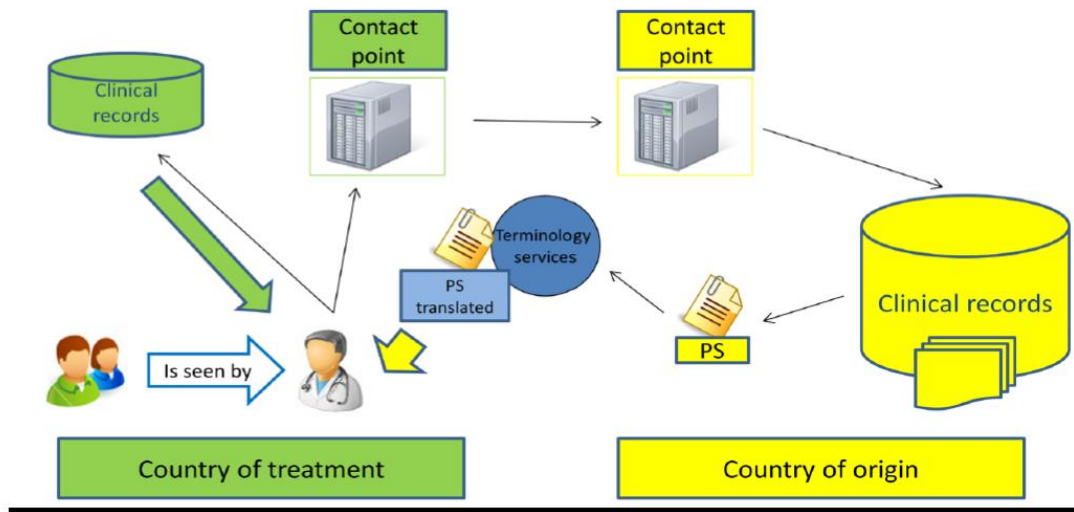 Contact
point
Contact
point
Clinical
records
Terminology
services
PS
translated
PS
Clinical records
Is seen by
Country of treatment
Country of origin